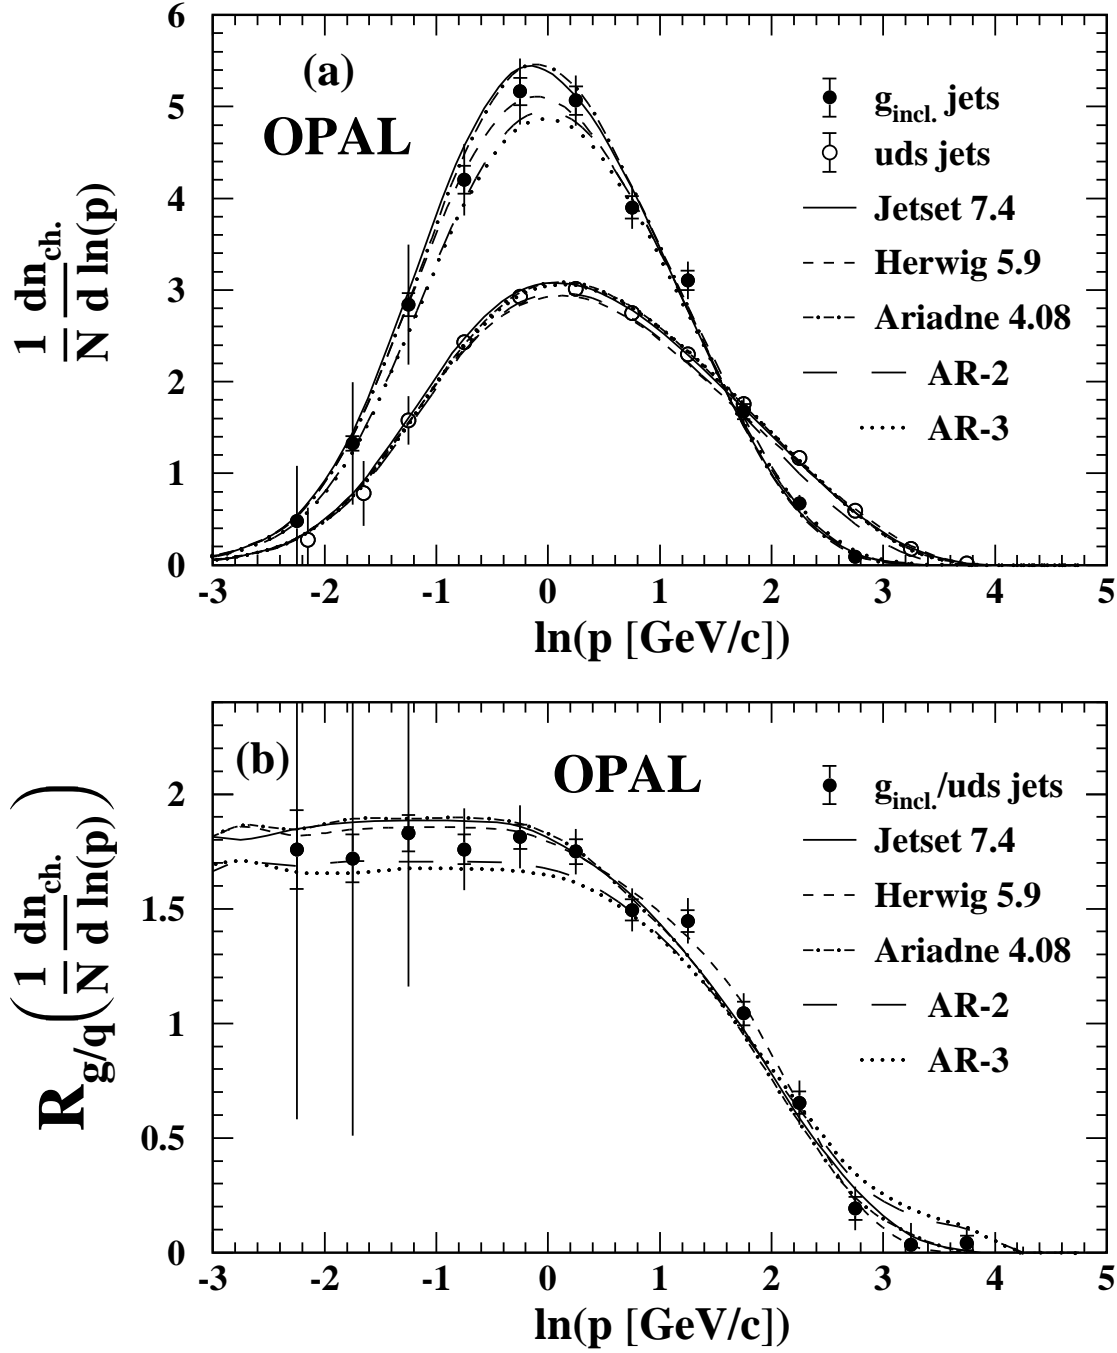 6
5
4
3
2
1
0
(a)
OPAL
g_incl. jets
uds jets
Jetset 7.4
Herwig 5.9
Ariadne 4.08
AR-2
AR-3
1 dn_ch.
N d ln(p)
-3 -2 -1 0 1 2 3 4 5
ln(p [GeV/c])
2
1.5
1
0.5
0
(b)
OPAL
g_incl./uds jets
Jetset 7.4
Herwig 5.9
Ariadne 4.08
AR-2
AR-3
R_g/q (1 dn_ch.
N d ln(p))
-3 -2 -1 0 1 2 3 4 5
ln(p [GeV/c])